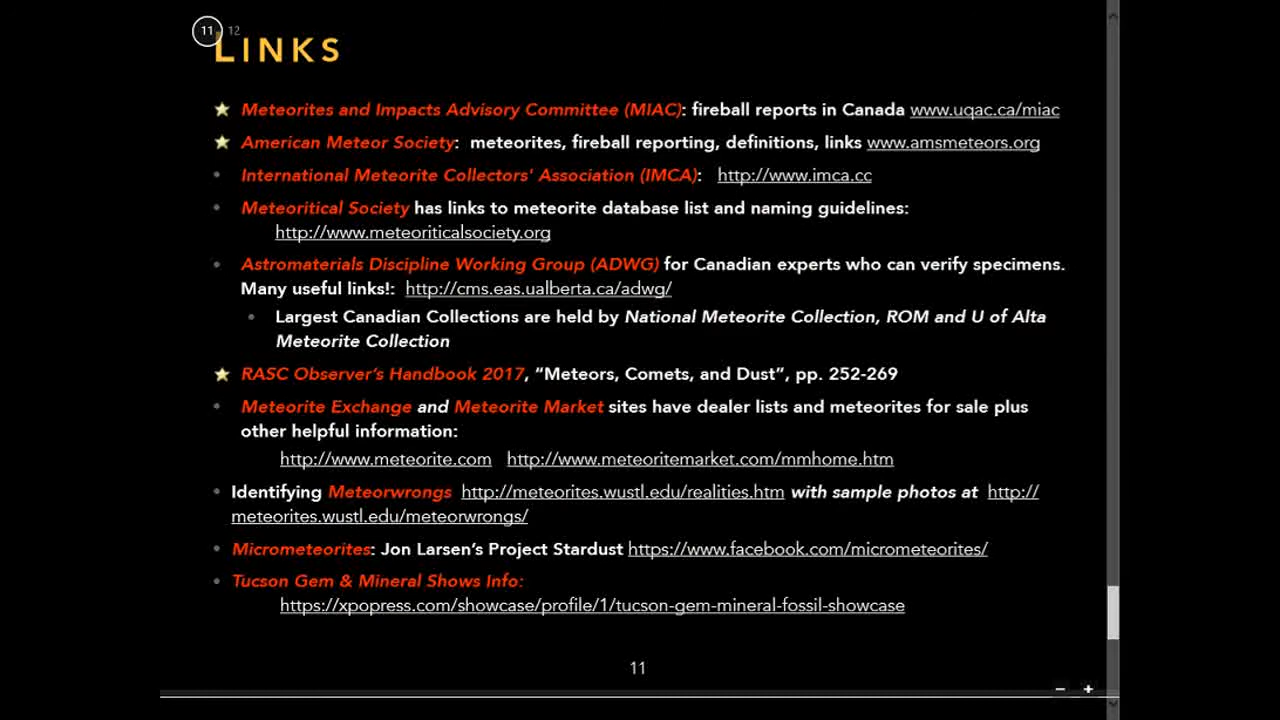 11 12
LINKS
Meteorites and Impacts Advisory Committee (MIAC): fireball reports in Canada www.uqac.ca/miac
American Meteor Society: meteorites, fireball reporting, definitions, links www.amsmeteors.org
International Meteorite Collectors' Association (IMCA): http://www.imca.cc
Meteoritical Society has links to meteorite database list and naming guidelines:
http://www.meteoriticalsociety.org
Astromaterials Discipline Working Group (ADWG) for Canadian experts who can verify specimens.
Many useful links!: http://cms.eas.ualberta.ca/adwg/
Largest Canadian Collections are held by National Meteorite Collection, ROM and U of Alta
Meteorite Collection
RASC Observer's Handbook 2017, “Meteors, Comets, and Dust”, pp. 252-269
Meteorite Exchange and Meteorite Market sites have dealer lists and meteorites for sale plus
other helpful information:
http://www.meteorite.com http://www.meteoritemarket.com/mmhome.htm
Identifying Meteorwrongs http://meteorites.wustl.edu/realities.htm with sample photos at http://
meteorites.wustl.edu/meteorwrongs/
Micrometeorites: Jon Larsen's Project Stardust https://www.facebook.com/micrometeorites/
Tucson Gem & Mineral Shows Info:
https://xpopress.com/showcase/profile/1/tucson-gem-mineral-fossil-showcase
11